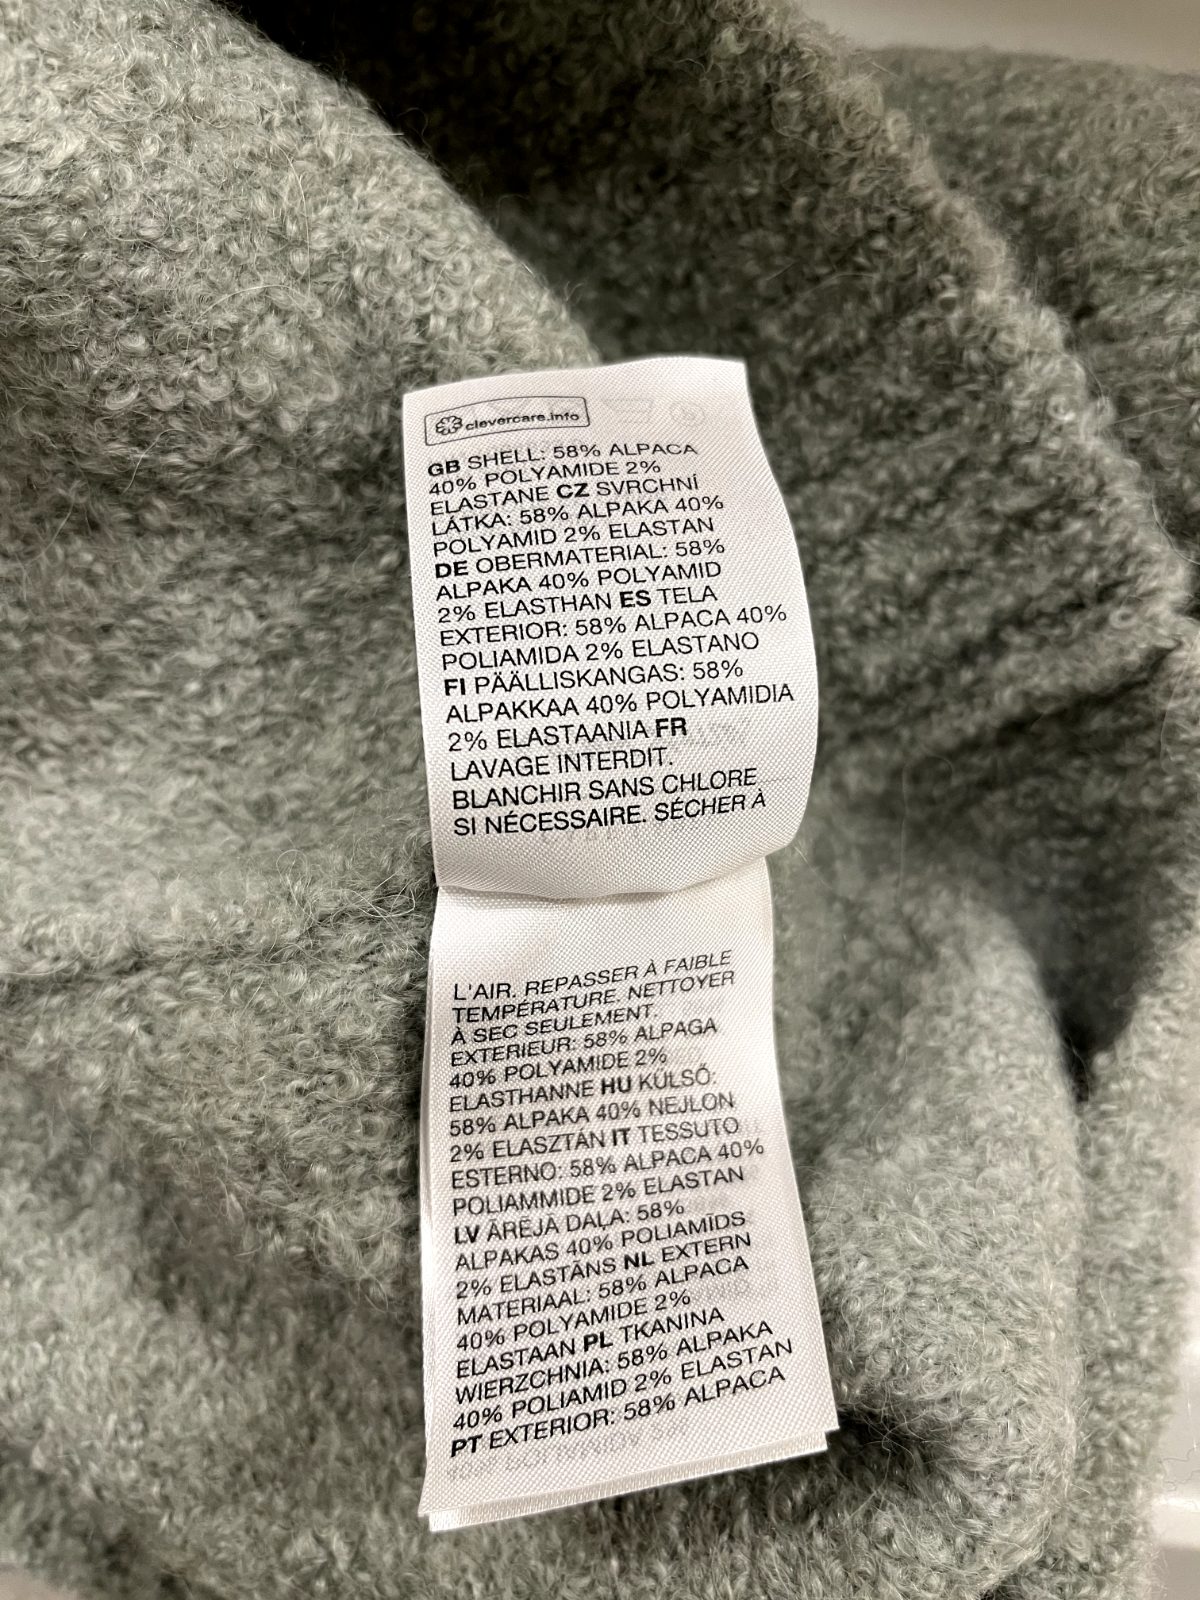 clevercare.info
GB SHELL: 58% ALPACA
40% POLYAMIDE 2%
ELASTANE CZ SVRCHNÍ
LÁTKA: 58% ALPAKA 40%
POLYAMID 2% ELASTAN
DE OBERMATERIAL: 58%
ALPAKA 40% POLYAMID
2% ELASTHAN ES TELA
EXTERIOR: 58% ALPACA 40%
POLIAMIDA 2% ELASTANO
FI PÄÄLLISKANGAS: 58%
ALPAKKAA 40% POLYAMIDIA
2% ELASTAANIA FR
LAVAGE INTERDIT.
BLANCHIR SANS CHLORE
SI NÉCESSAIRE. SÉCHER À
L'AIR. REPASSER À FAIBLE
TEMPÉRATURE. NETTOYER
À SEC SEULEMENT.
EXTERIEUR: 58% ALPAGA
40% POLYAMIDE 2%
ELASTHANNE HU KÜLSŐ:
58% ALPAKA 40% NEJLON
2% ELASZTÁN IT TESSUTO
ESTERNO: 58% ALPACA 40%
POLIAMMIDE 2% ELASTAN
LV ĀRĒJA DAĻA: 58%
ALPAKAS 40% POLIAMĪDS
2% ELASTĀNS NL EXTERN
MATERIAAL: 58% ALPACA
40% POLYAMIDE 2%
ELASTAAN PL TKANINA
WIERZCHNIA: 58% ALPAKA
40% POLIAMID 2% ELASTAN
PT EXTERIOR: 58% ALPACA